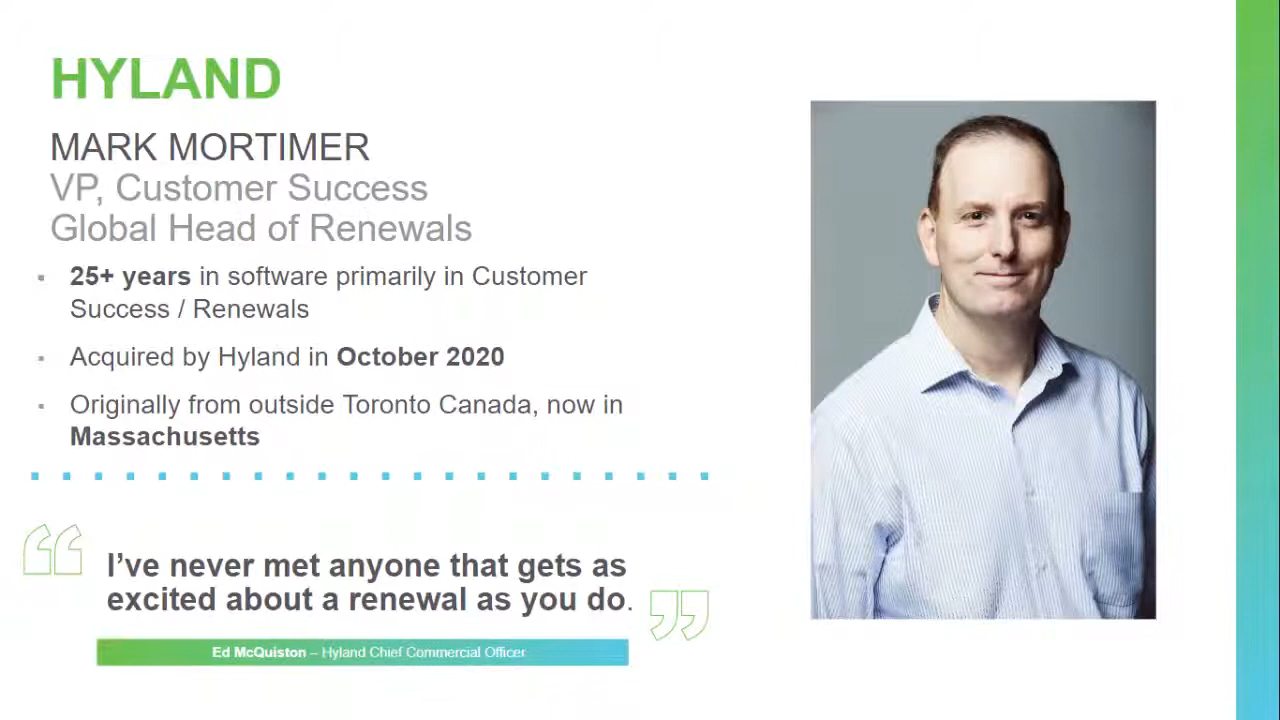 HYLAND
MARK MORTIMER
VP, Customer Success
Global Head of Renewals
▪ 25+ years in software primarily in Customer
Success / Renewals
▪ Acquired by Hyland in October 2020
▪ Originally from outside Toronto Canada, now in
Massachusetts
“ I’ve never met anyone that gets as
excited about a renewal as you do. ”
Ed McQuiston – Hyland Chief Commercial Officer